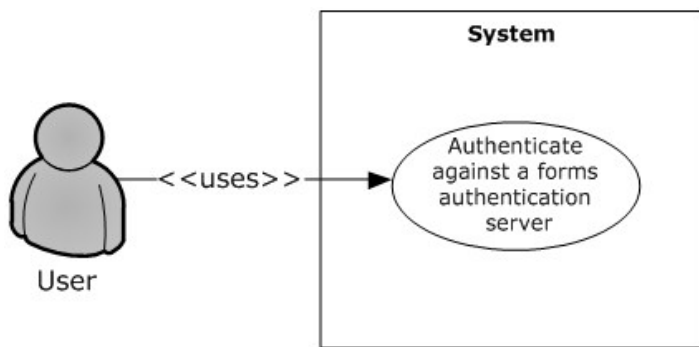 System
Authenticate
against a forms
authentication
server
<<uses>>
User